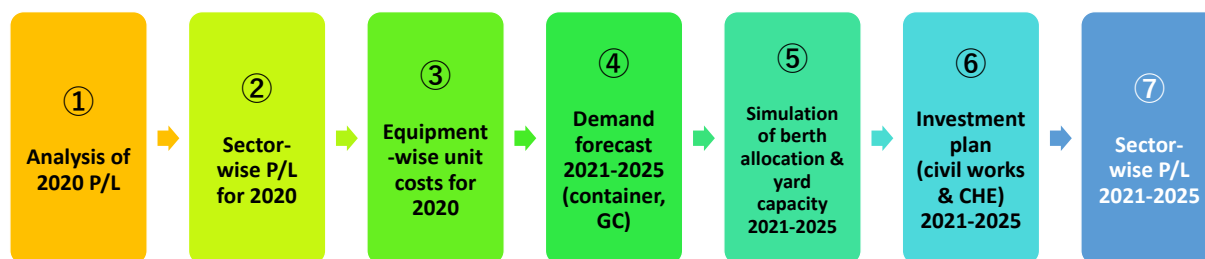 ①
Analysis of
2020 P/L
②
Sector-
wise P/L
for 2020
③
Equipment
-wise unit
costs for
2020
④
Demand
forecast
2021-2025
(container,
GC)
⑤
Simulation
of berth
allocation &
yard
capacity
2021-2025
⑥
Investment
plan
(civil works
& CHE)
2021-2025
⑦
Sector-
wise P/L
2021-2025